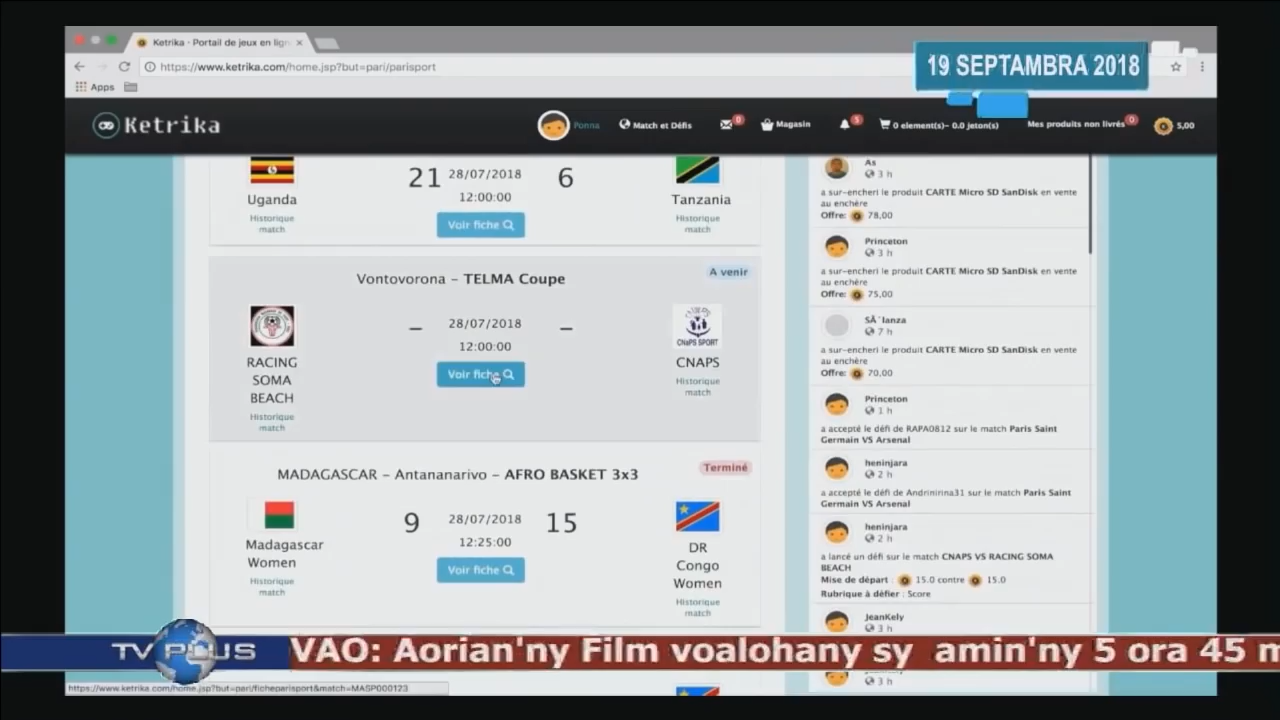 Ketrika - Portail de jeux en lign
19 SEPTAMBRA 2018
https://www.ketrika.com/home.jsp?but=pari/parisport
Apps
Ketrika
Ponna
Match et Défis
0
Magasin
5
0 element(s)- 0.0 jeton(s)
Mes produits non livrés
0
5,00
21
28/07/2018
6
12:00:00
Uganda
Tanzania
Historique
match
Voir fiche
Historique
match
Vontovorona - TELMA Coupe
A venir
-
28/07/2018
-
12:00:00
CNaPS SPORT
RACING
SOMA
BEACH
Historique
match
Voir fiche
CNAPS
Historique
match
MADAGASCAR - Antananarivo - AFRO BASKET 3x3
Terminé
9
28/07/2018
15
12:25:00
Madagascar
Women
Historique
match
Voir fiche
DR
Congo
Women
Historique
match
As
3 h
a sur-encheri le produit CARTE Micro SD SanDisk en vente
au enchère
Offre: 78,00
Princeton
3 h
a sur-encheri le produit CARTE Micro SD SanDisk en vente
au enchère
Offre: 75,00
SÃ¨lanza
7 h
a sur-encheri le produit CARTE Micro SD SanDisk en vente
au enchère
Offre: 70,00
Princeton
1 h
a accepté le défi de RAPA0812 sur le match Paris Saint
Germain VS Arsenal
heninjara
2 h
a accepté le défi de Andrinirina31 sur le match Paris Saint
Germain VS Arsenal
heninjara
2 h
a lancé un défi sur le match CNAPS VS RACING SOMA
BEACH
Mise de départ : 15.0 contre 15.0
Rubrique à défier : Score
JeanKely
3 h
TV PLUS
VAO: Aorian'ny Film voalohany sy amin'ny 5 ora 45 m
3 h
https://www.ketrika.com/home.jsp?but=pari/ficheparisport&match=MASP000123